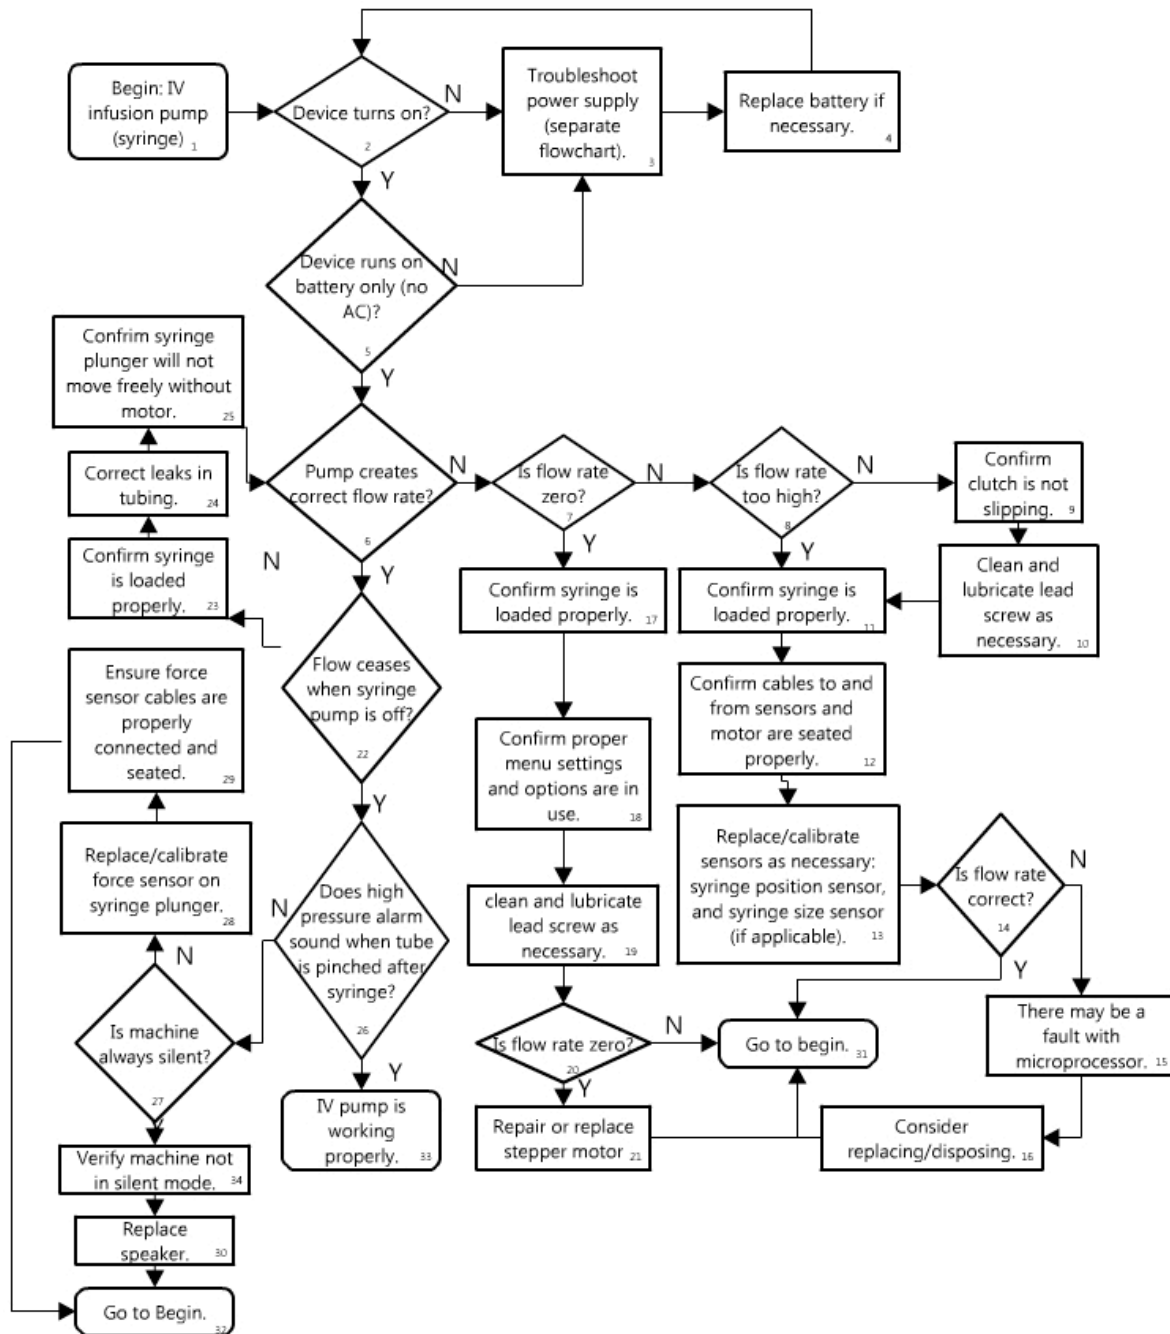 Begin: IV
infusion pump
(syringe)
1
Device turns on?
2
N
Y
Troubleshoot
power supply
(separate
flowchart).
3
Replace battery if
necessary.
4
Device runs on
battery only (no
AC)?
5
N
Y
Confrim syringe
plunger will not
move freely without
motor.
25
Correct leaks in
tubing.
24
Confirm syringe
is loaded
properly.
23
N
Pump creates
correct flow rate?
6
N
Y
Is flow rate
zero?
7
N
Y
Is flow rate
too high?
8
N
Y
Confirm
clutch is not
slipping.
9
Clean and
lubricate lead
screw as
necessary.
10
Confirm syringe is
loaded properly.
17
Confirm syringe is
loaded properly.
11
Flow ceases
when syringe
pump is off?
22
Y
Ensure force
sensor cables are
properly
connected and
seated.
29
Confirm proper
menu settings
and options are in
use.
18
Confirm cables to and
from sensors and
motor are seated
properly.
12
Replace/calibrate
force sensor on
syringe plunger.
28
Does high
pressure alarm
sound when tube
is pinched after
syringe?
26
N
Y
clean and lubricate
lead screw as
necessary.
19
Replace/calibrate
sensors as necessary:
syringe position sensor,
and syringe size sensor
(if applicable).
13
Is flow rate
correct?
14
N
Y
Is machine
always silent?
27
N
Y
Is flow rate zero?
20
N
Y
Go to begin.
31
There may be a
fault with
microprocessor.
15
IV pump is
working
properly.
33
Repair or replace
stepper motor
21
Consider
replacing/disposing.
16
Verify machine not
in silent mode.
34
Replace
speaker.
30
Go to Begin.
32